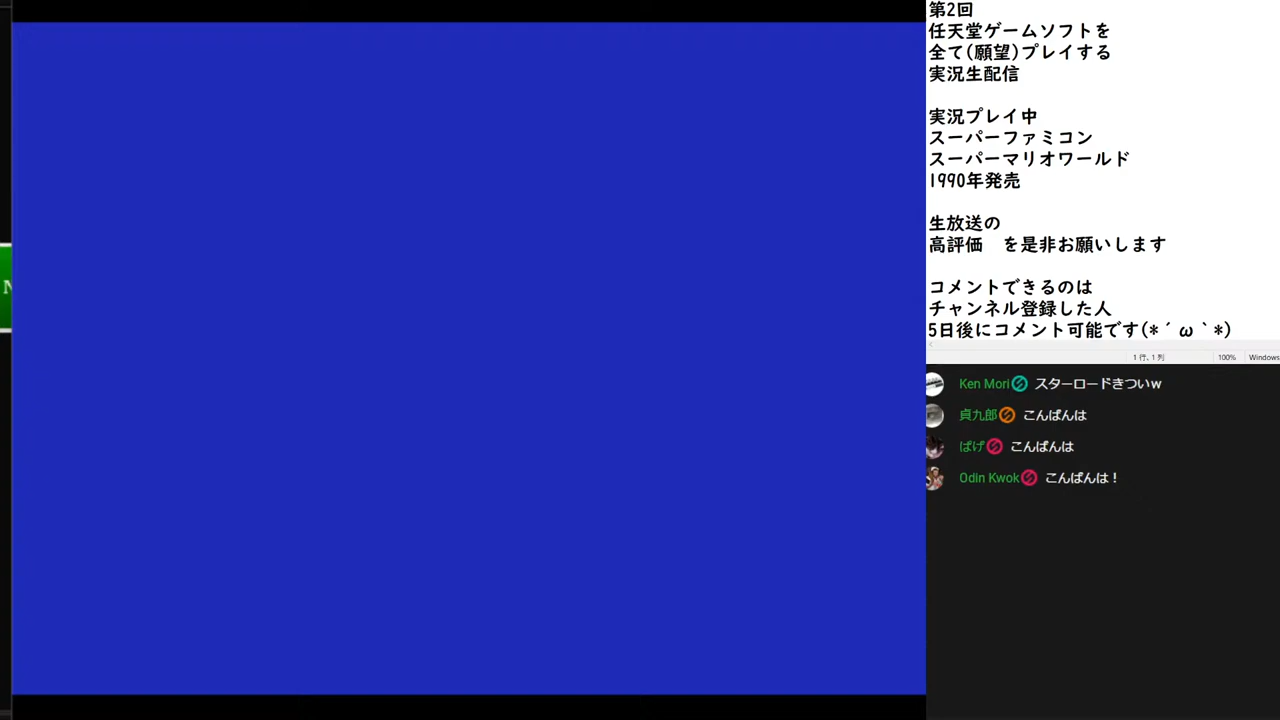 第2回
任天堂ゲームソフトを
全て(願望)プレイする
実況生配信
実況プレイ中
スーパーファミコン
スーパーマリオワールド
1990年発売
生放送の
高評価　を是非お願いします
コメントできるのは
チャンネル登録した人
5日後にコメント可能です(*´ω`*)
1 行、1 列
100%
Windows
Ken Mori スターロードきついw
貞九郎 こんばんは
ぱげ こんばんは
Odin Kwok こんばんは！